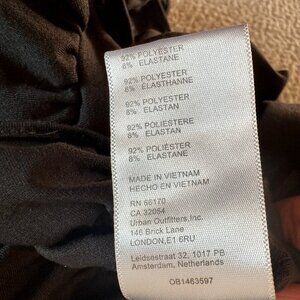 92% POLYESTER
8% ELASTANE
92% POLYESTER
8% ELASTHANNE
92% POLYESTER
8% ELASTAN
92% POLIESTERE
8% ELASTAN
92% POLIÉSTER
8% ELASTANE
MADE IN VIETNAM
HECHO EN VIETNAM
RN 66170
CA 32054
Urban Outfitters,Inc.
146 Brick Lane
LONDON,E1 6RU
Leidsestraat 32, 1017 PB
Amsterdam, Netherlands
OB1463597